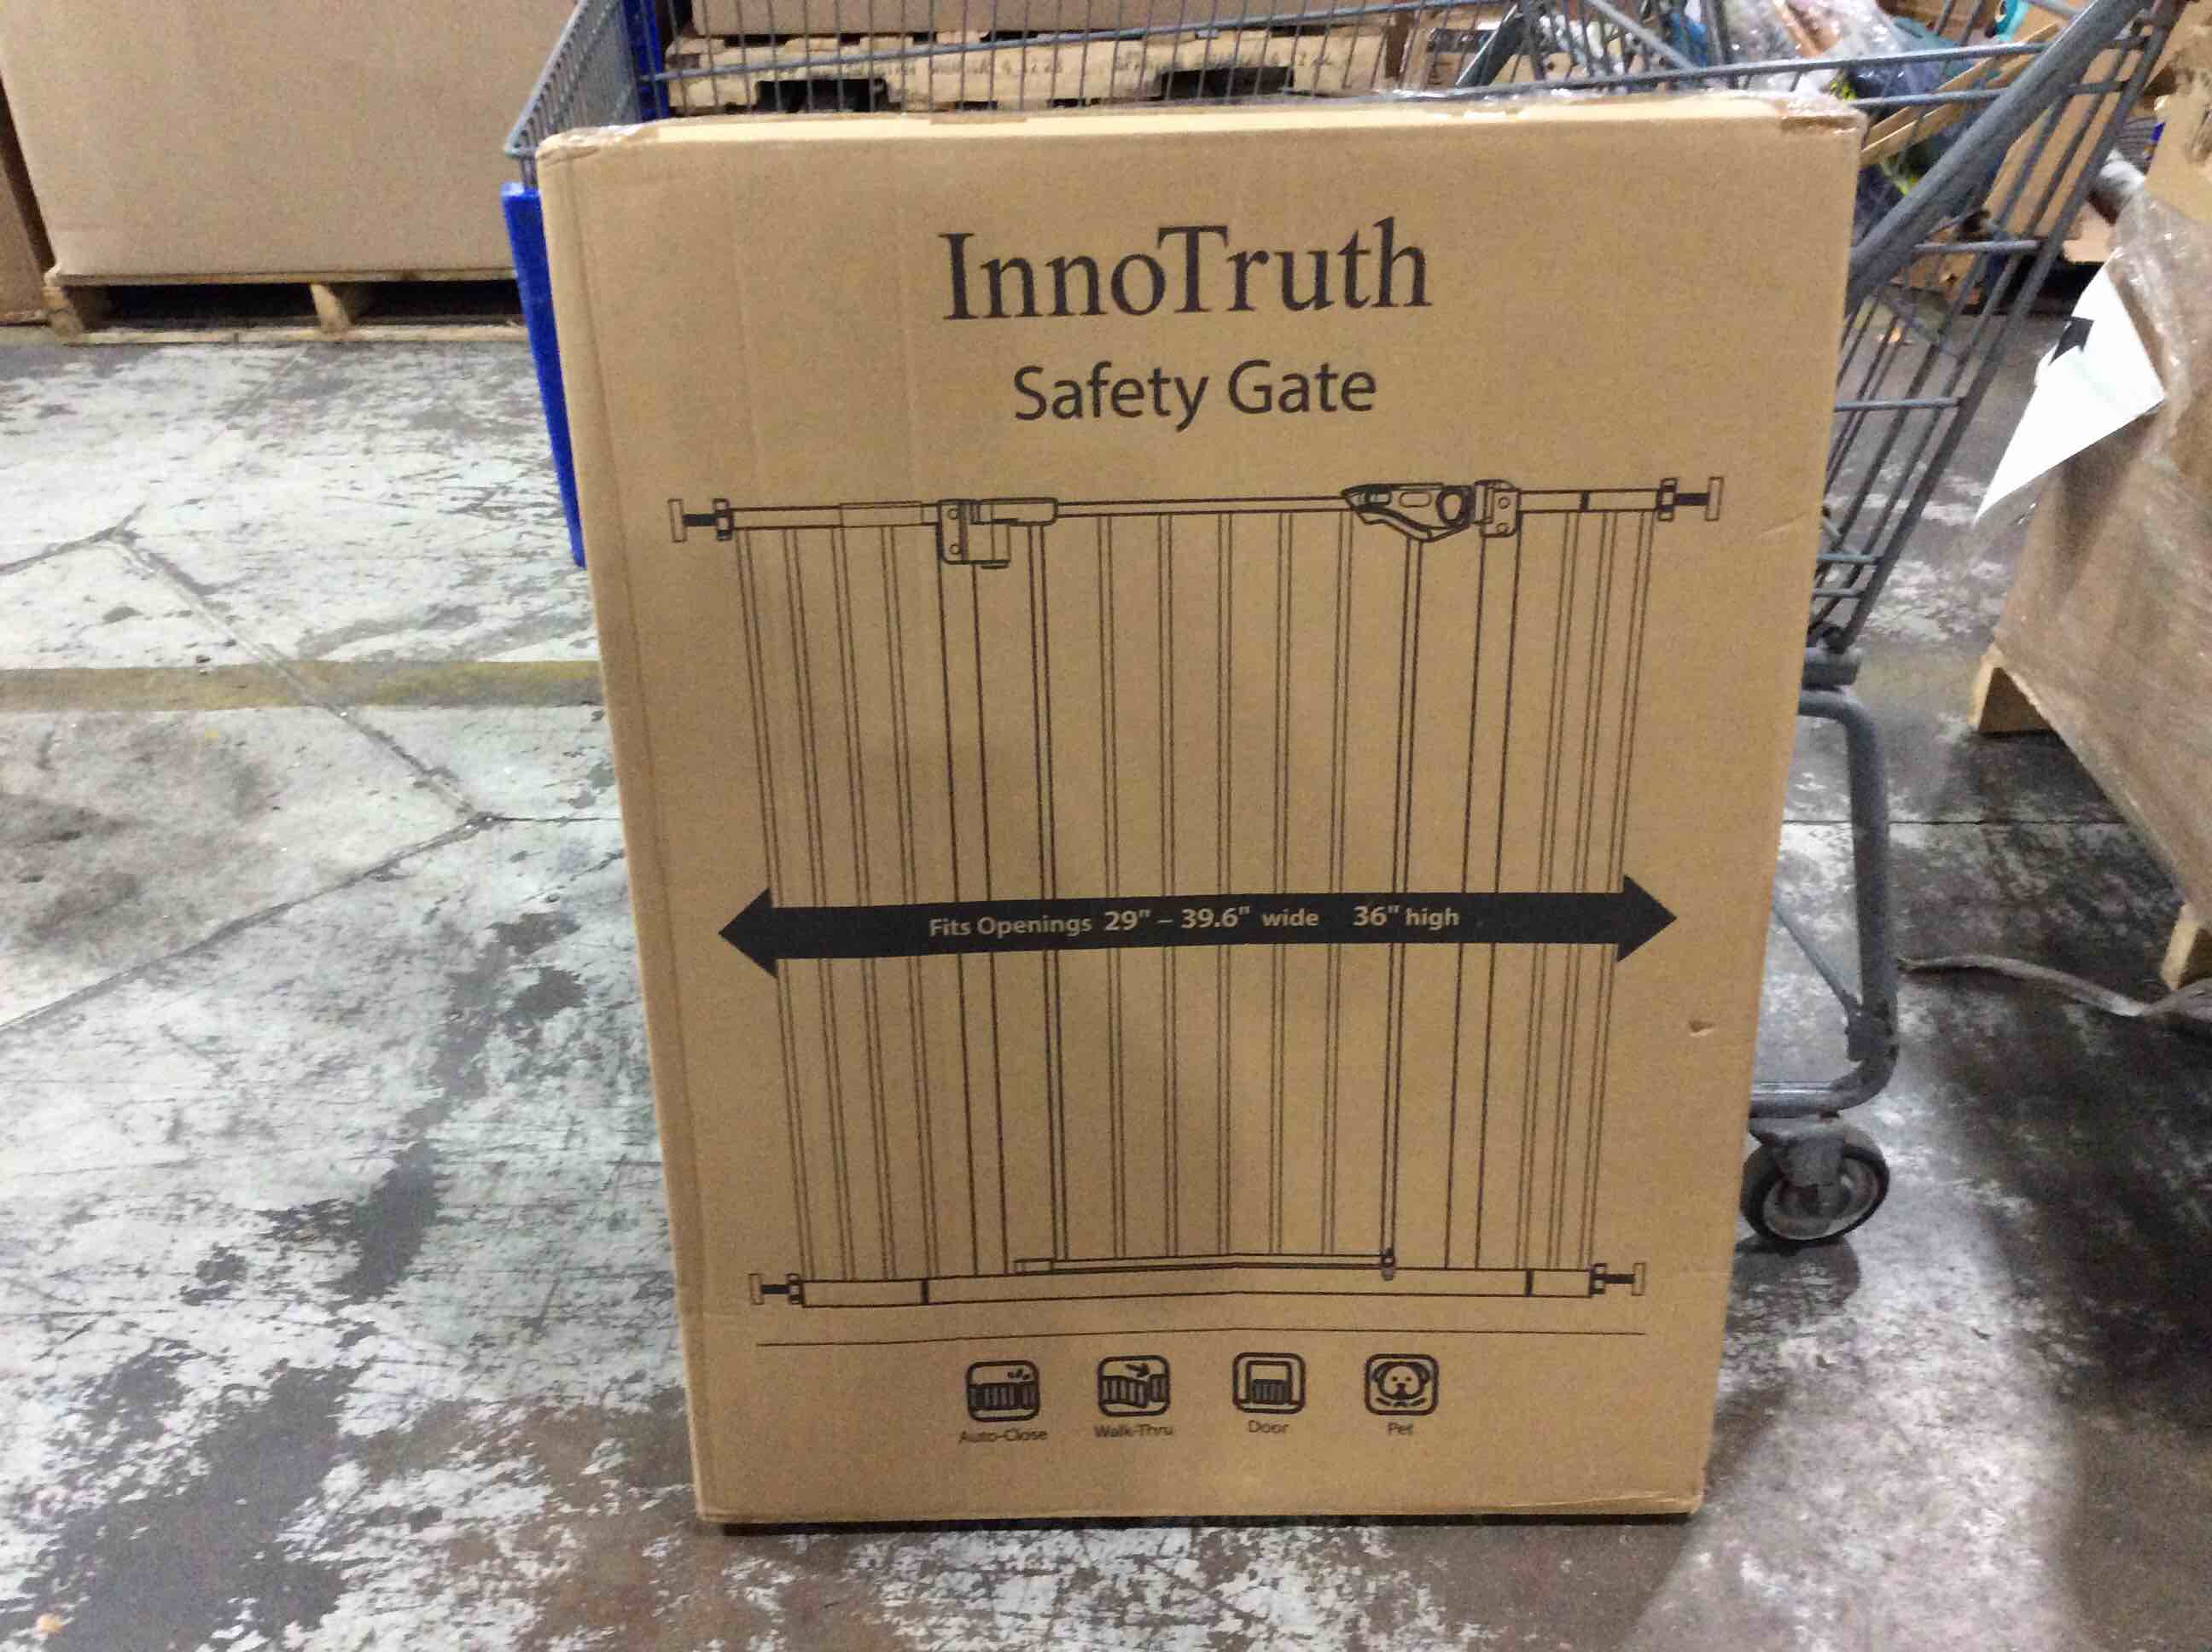 InnoTruth
Safety Gate
Fits Openings 29" – 39.6" wide 36" high
Auto-Close Walk-Thru Door Pet